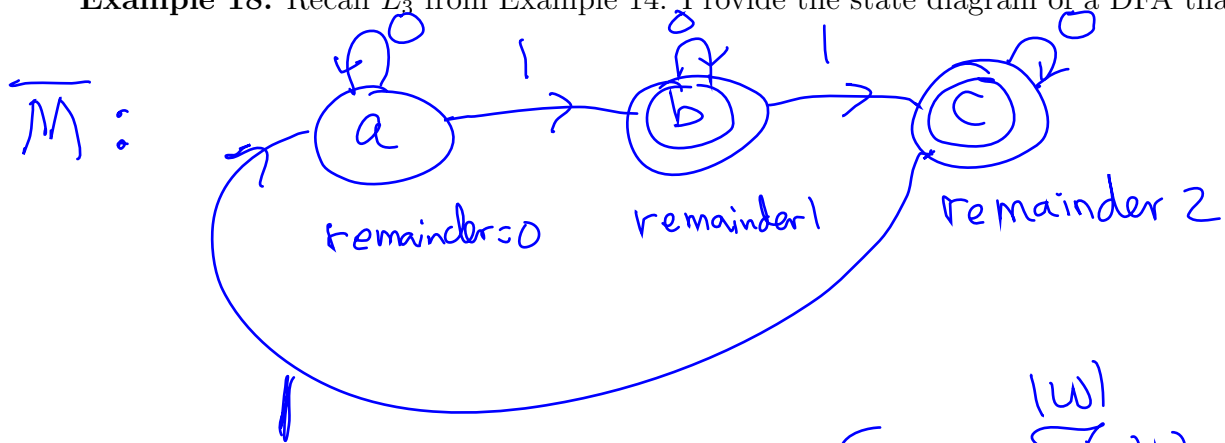 Example 18. Recall L₃ from Example 14. Provide the state diagram of a DFA tha
0 0 0
1 1
M̅ :
a b c
remainder=0 remainder1 remainder 2
1
|w|